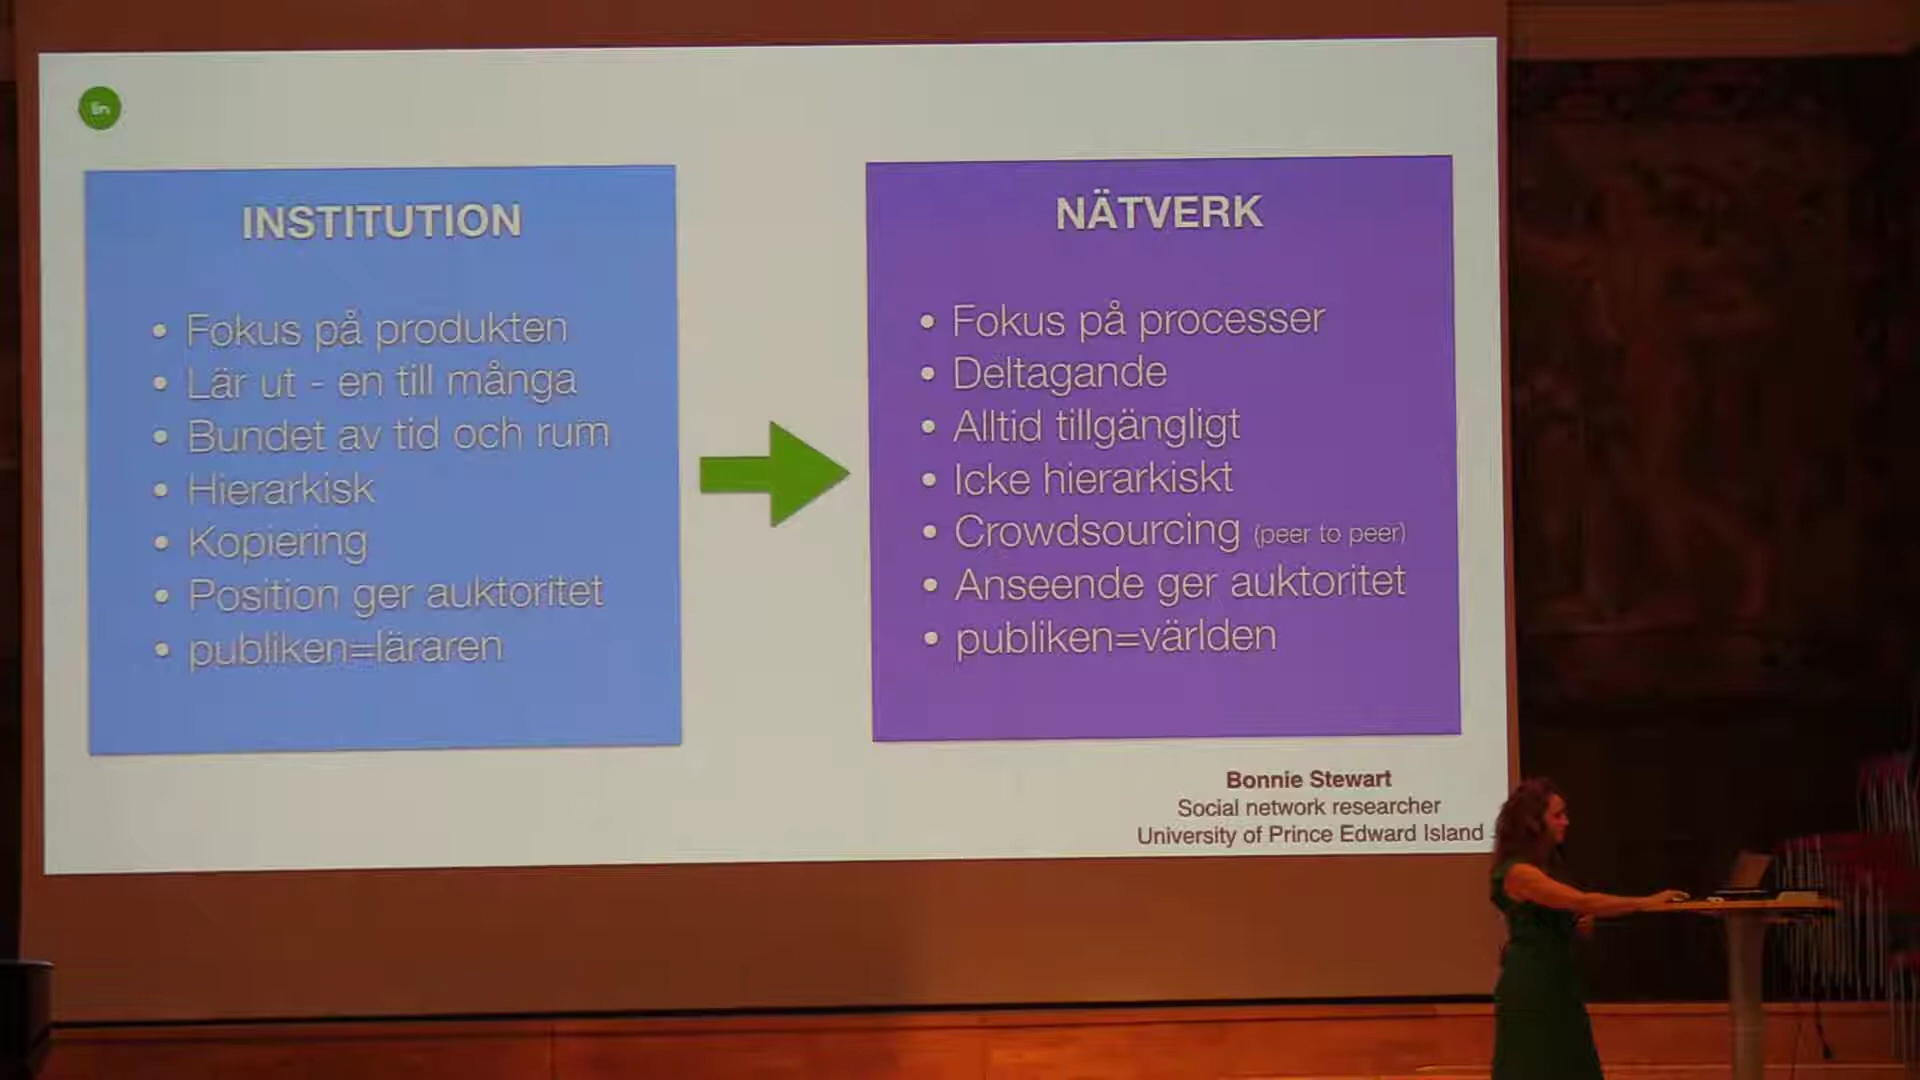 lin
INSTITUTION
• Fokus på produkten
• Lär ut - en till många
• Bundet av tid och rum
• Hierarkisk
• Kopiering
• Position ger auktoritet
• publiken=läraren
NÄTVERK
• Fokus på processer
• Deltagande
• Alltid tillgängligt
• Icke hierarkiskt
• Crowdsourcing (peer to peer)
• Anseende ger auktoritet
• publiken=världen
Bonnie Stewart
Social network researcher
University of Prince Edward Island